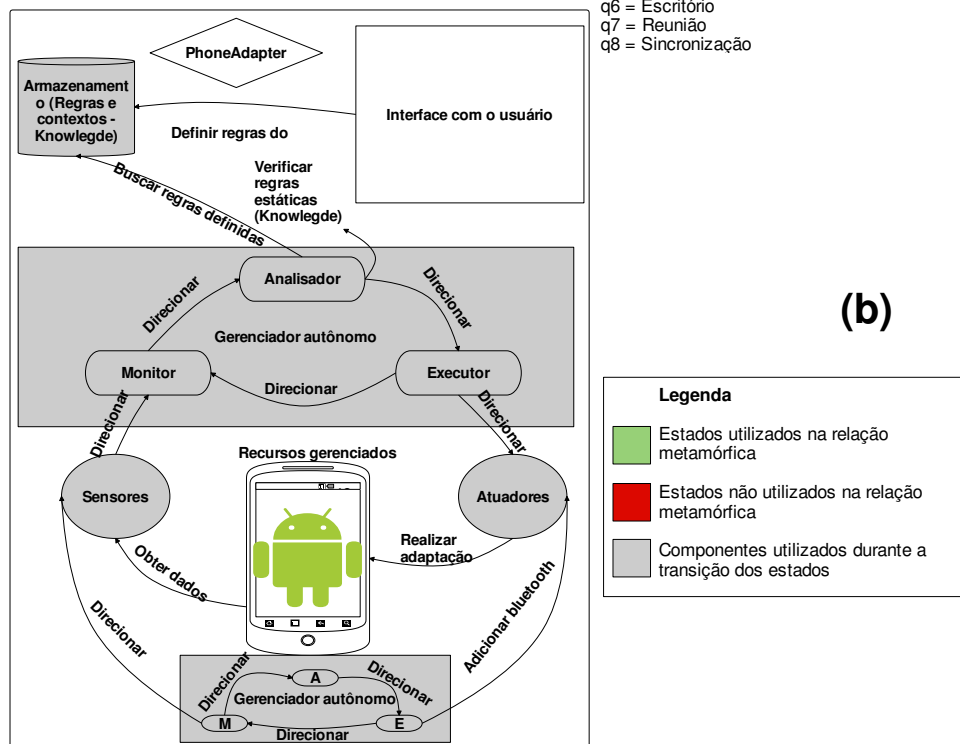 q6 = Escritório
q7 = Reunião
q8 = Sincronização
PhoneAdapter
Armazenament
o (Regras e
contextos -
Knowlegde)
Interface com o usuário
Definir regras do
Buscar regras definidas
Verificar
regras
estáticas
(Knowlegde)
Analisador
Direcionar
Direcionar
Gerenciador autônomo
Monitor
Direcionar
Executor
Direcionar
Direcionar
Recursos gerenciados
Sensores
Atuadores
Realizar
adaptação
Obter dados
Direcionar
Adicionar bluetooth
Direcionar
A
Direcionar
Gerenciador autônomo
M
E
Direcionar
(b)
Legenda
Estados utilizados na relação
metamórfica
Estados não utilizados na relação
metamórfica
Componentes utilizados durante a
transição dos estados